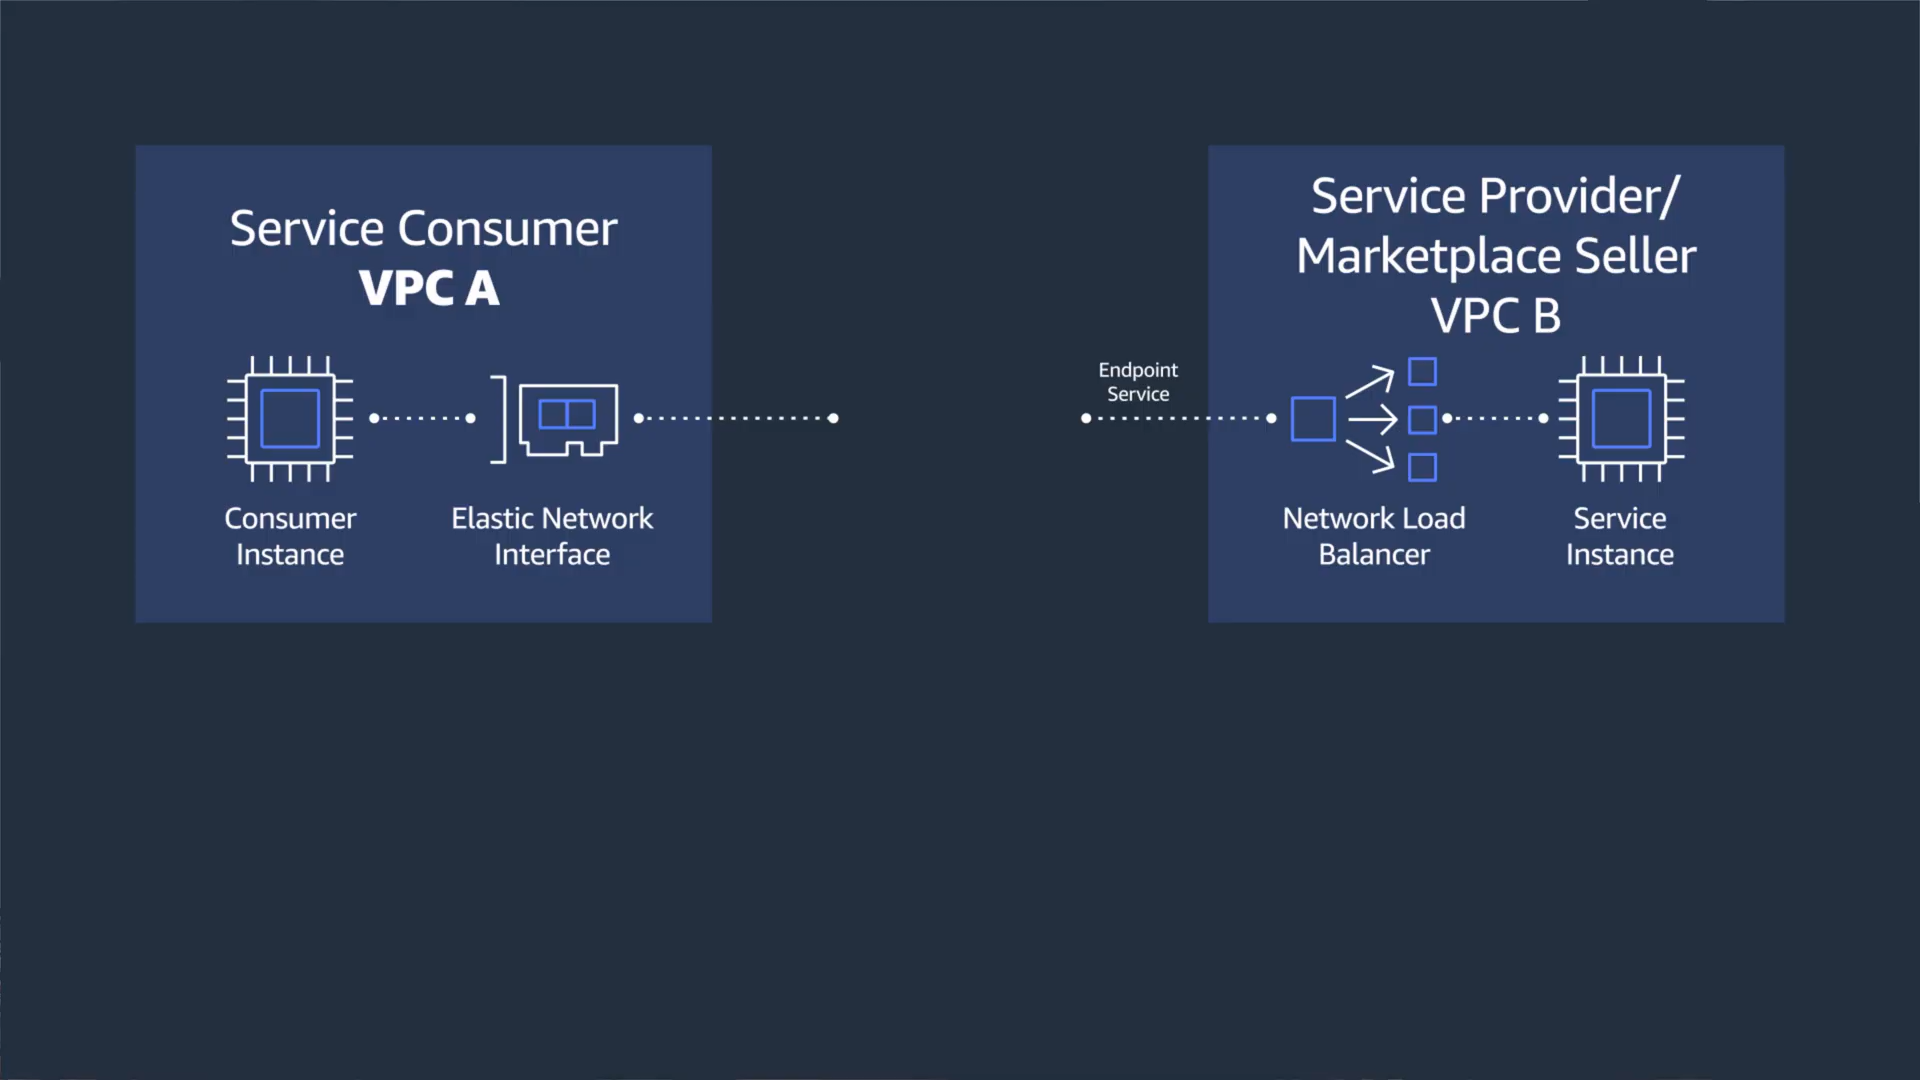 Service Consumer
VPC A
Consumer
Instance
Elastic Network
Interface
Endpoint
Service
Service Provider/
Marketplace Seller
VPC B
Network Load
Balancer
Service
Instance